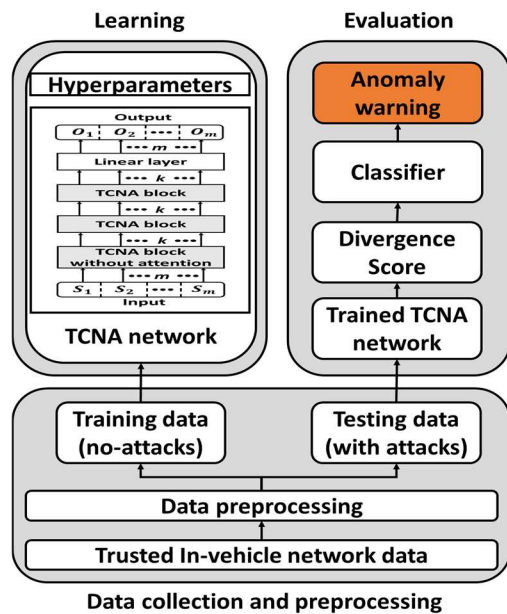 Learning
Hyperparameters
Output
O₁ O₂ ••• Oₘ
••• m •••
Linear layer
••• k •••
TCNA block
••• k •••
TCNA block
••• k •••
TCNA block
without attention
••• m •••
S₁ S₂ ••• Sₘ
Input
TCNA network
Evaluation
Anomaly
warning
Classifier
Divergence
Score
Trained TCNA
network
Training data
(no-attacks)
Testing data
(with attacks)
Data preprocessing
Trusted In-vehicle network data
Data collection and preprocessing